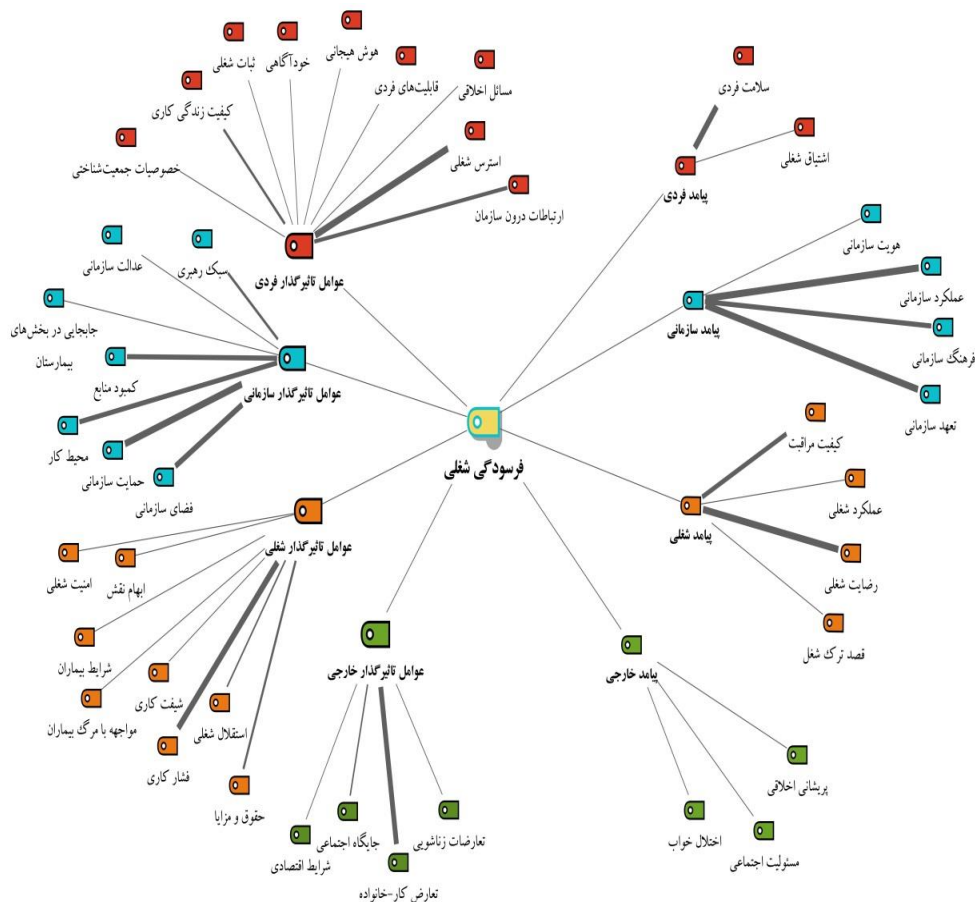 هوش هیجانی
خودآگاهی
ثبات شغلی
قابلیت‌های فردی
مسائل اخلاقی
کیفیت زندگی کاری
استرس شغلی
خصوصیات جمعیت‌شناختی
ارتباطات درون سازمان
عوامل تاثیرگذار فردی
سلامت فردی
اشتیاق شغلی
پیامد فردی
هویت سازمانی
عملکرد سازمانی
پیامد سازمانی
فرهنگ سازمانی
تعهد سازمانی
عدالت سازمانی
سبک رهبری
جابجایی در بخش‌های
بیمارستان
عوامل تاثیرگذار سازمانی
کمبود منابع
محیط کار
حمایت سازمانی
فضای سازمانی
فرسودگی شغلی
کیفیت مراقبت
عملکرد شغلی
پیامد شغلی
رضایت شغلی
قصد ترک شغل
عوامل تاثیرگذار شغلی
امنیت شغلی
ابهام نقش
شرایط بیماران
شیفت کاری
مواجهه با مرگ بیماران
استقلال شغلی
فشار کاری
حقوق و مزایا
عوامل تاثیرگذار خارجی
تعارضات زناشویی
جایگاه اجتماعی
شرایط اقتصادی
تعارض کار-خانواده
پیامد خارجی
پریشانی اخلاقی
اختلال خواب
مسئولیت اجتماعی